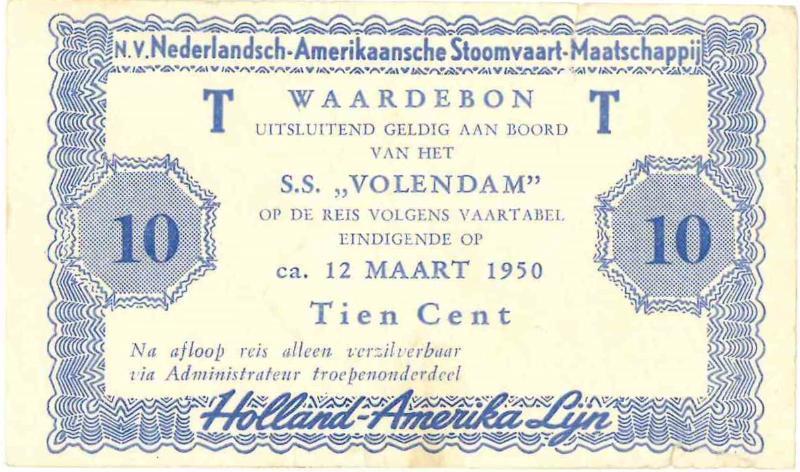 N.V. Nederlandsch-Amerikaansche Stoomvaart-Maatschappij
T WAARDEBON T
UITSLUITEND GELDIG AAN BOORD
VAN HET
S.S. „VOLENDAM”
OP DE REIS VOLGENS VAARTABEL
EINDIGENDE OP
10 ca. 12 MAART 1950 10
Tien Cent
Na afloop reis alleen verzilverbaar
via Administrateur troepenonderdeel
Holland-Amerika Lyn